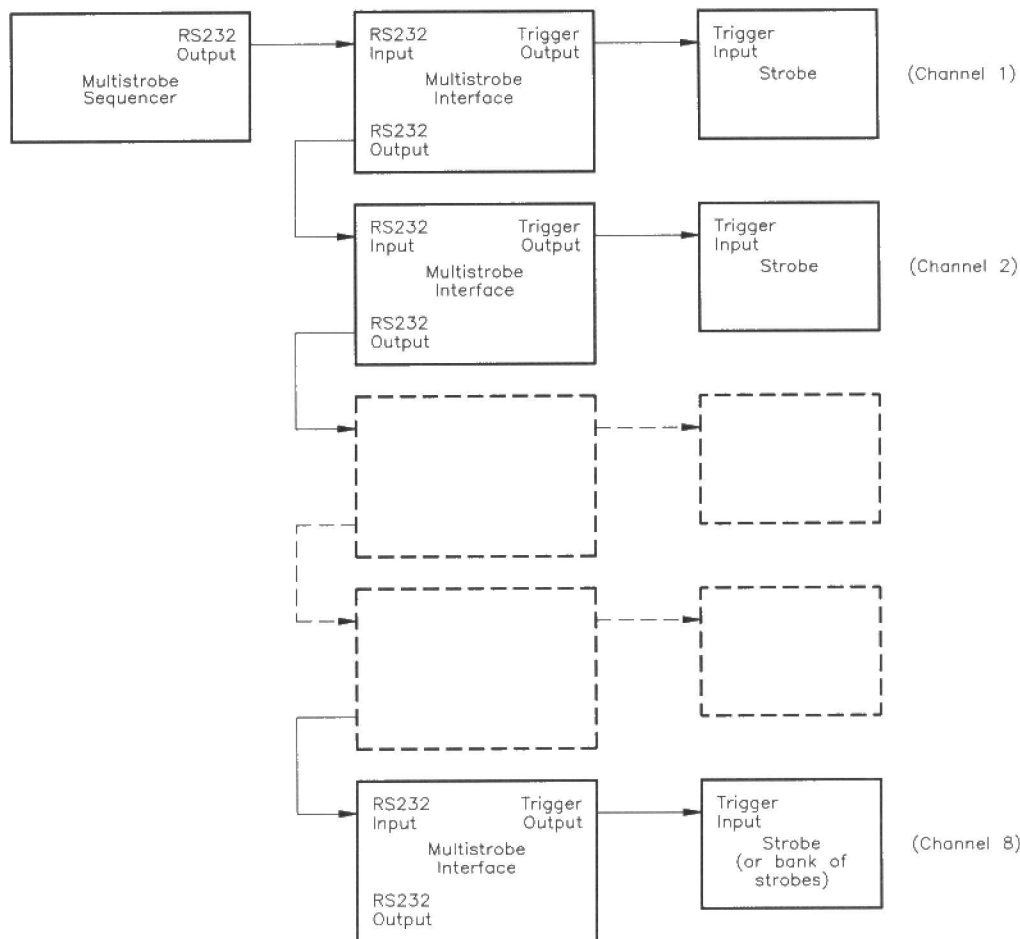 RS232
Output
Multistrobe
Sequencer
RS232
Input
Trigger
Output
Multistrobe
Interface
RS232
Output
Trigger
Input
Strobe
(Channel 1)
RS232
Input
Trigger
Output
Multistrobe
Interface
RS232
Output
Trigger
Input
Strobe
(Channel 2)
RS232
Input
Trigger
Output
Multistrobe
Interface
RS232
Output
Trigger
Input
Strobe
(or bank of
strobes)
(Channel 8)